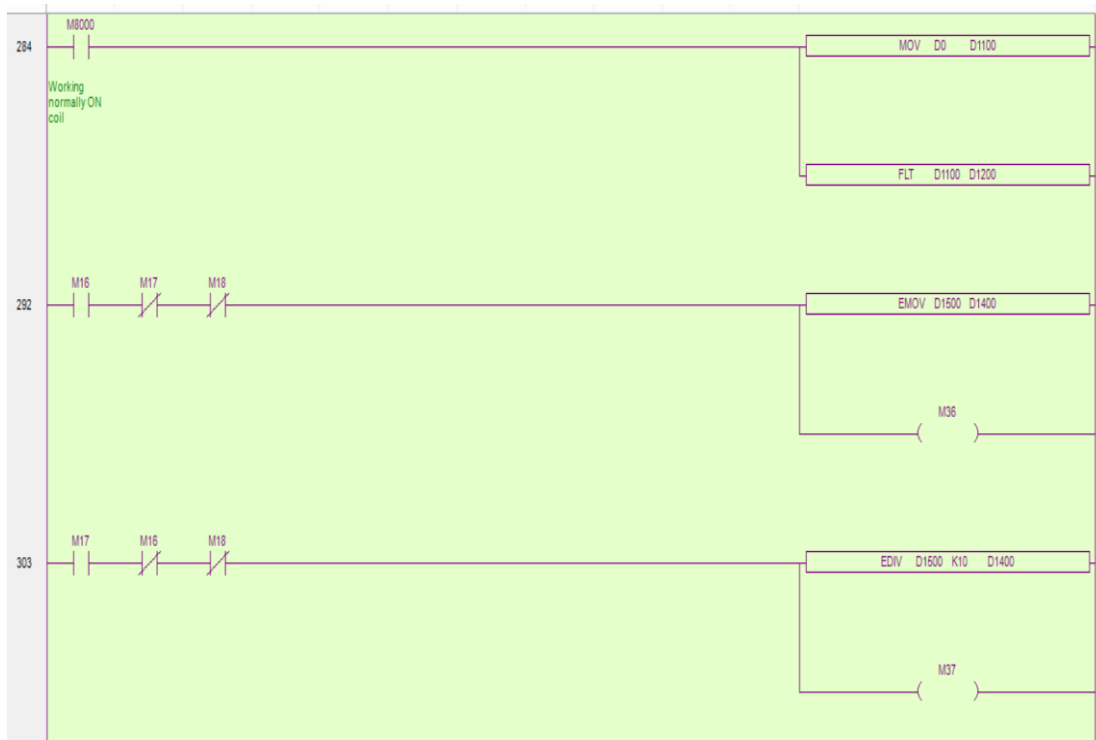 M8000
284
MOV D0 D1100
Working
normally ON
coil
FLT D1100 D1200
M16 M17 M18
292
EMOV D1500 D1400
M36
M17 M16 M18
303
EDIV D1500 K10 D1400
M37